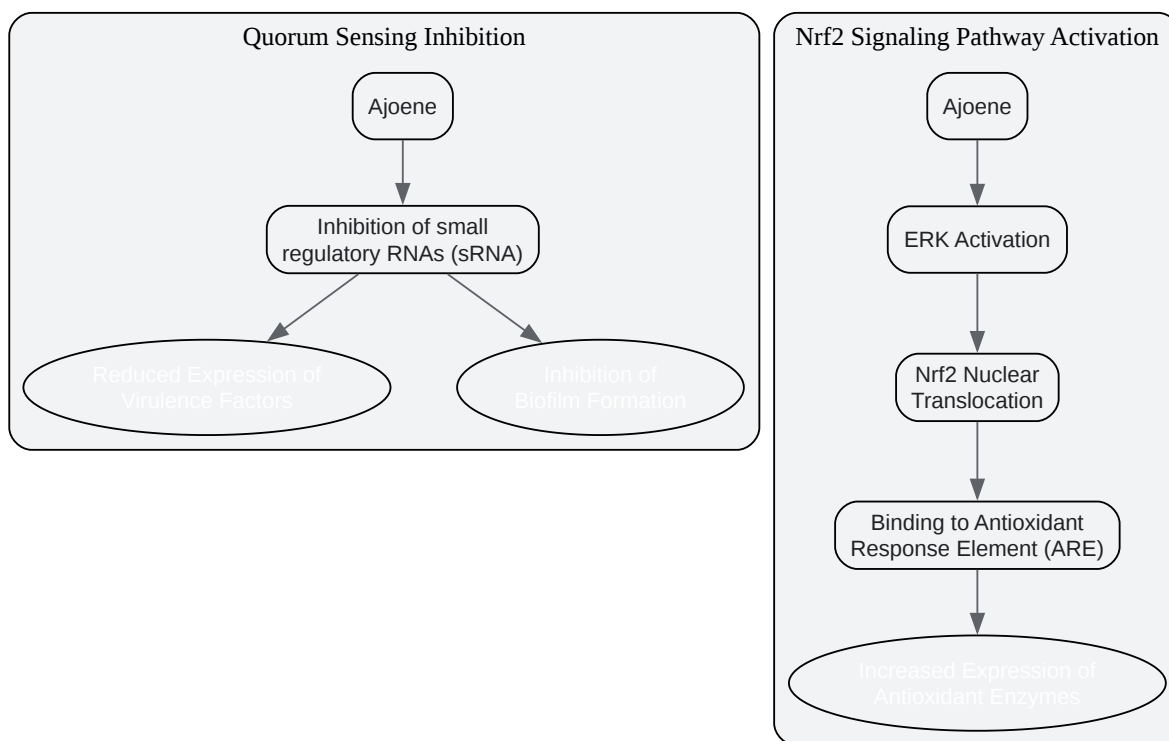 Quorum Sensing Inhibition
Ajoene
Inhibition of small
regulatory RNAs (sRNA)
Reduced Expression of
Virulence Factors
Inhibition of
Biofilm Formation
Nrf2 Signaling Pathway Activation
Ajoene
ERK Activation
Nrf2 Nuclear
Translocation
Binding to Antioxidant
Response Element (ARE)
Increased Expression of
Antioxidant Enzymes